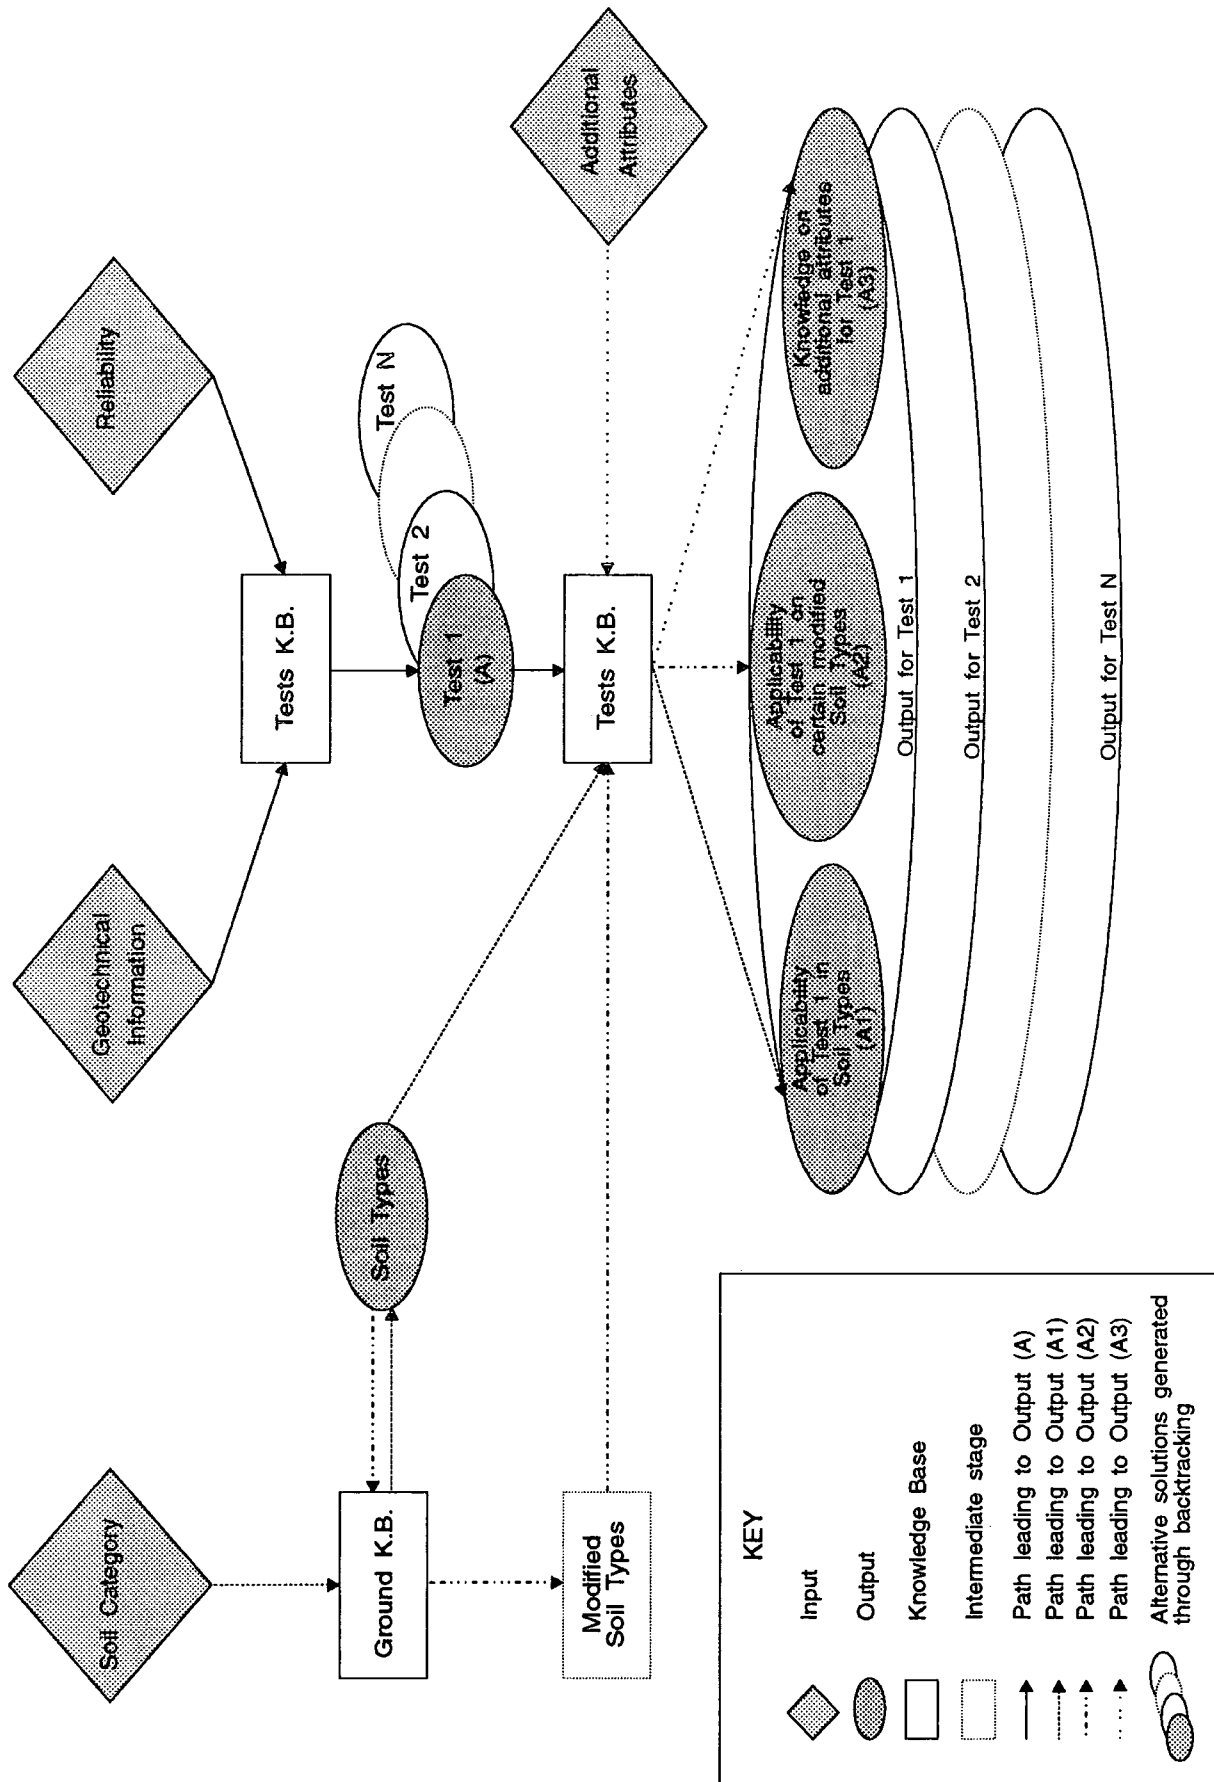 Soil Category
Geotechnical
Information
Reliability
Ground K.B.
Soil Types
Tests K.B.
Test 1
(A)
Test 2
Test N
Modified
Soil Types
Tests K.B.
Additional
Attributes
Applicability
of Test 1 in
Soil Types
(A1)
Applicability
of Test 1 on
certain modified
Soil Types
(A2)
Knowledge on
additional attributes
for Test 1
(A3)
Output for Test 1
Output for Test 2
Output for Test N
KEY
Input
Output
Knowledge Base
Intermediate stage
Path leading to Output (A)
Path leading to Output (A1)
Path leading to Output (A2)
Path leading to Output (A3)
Alternative solutions generated
through backtracking